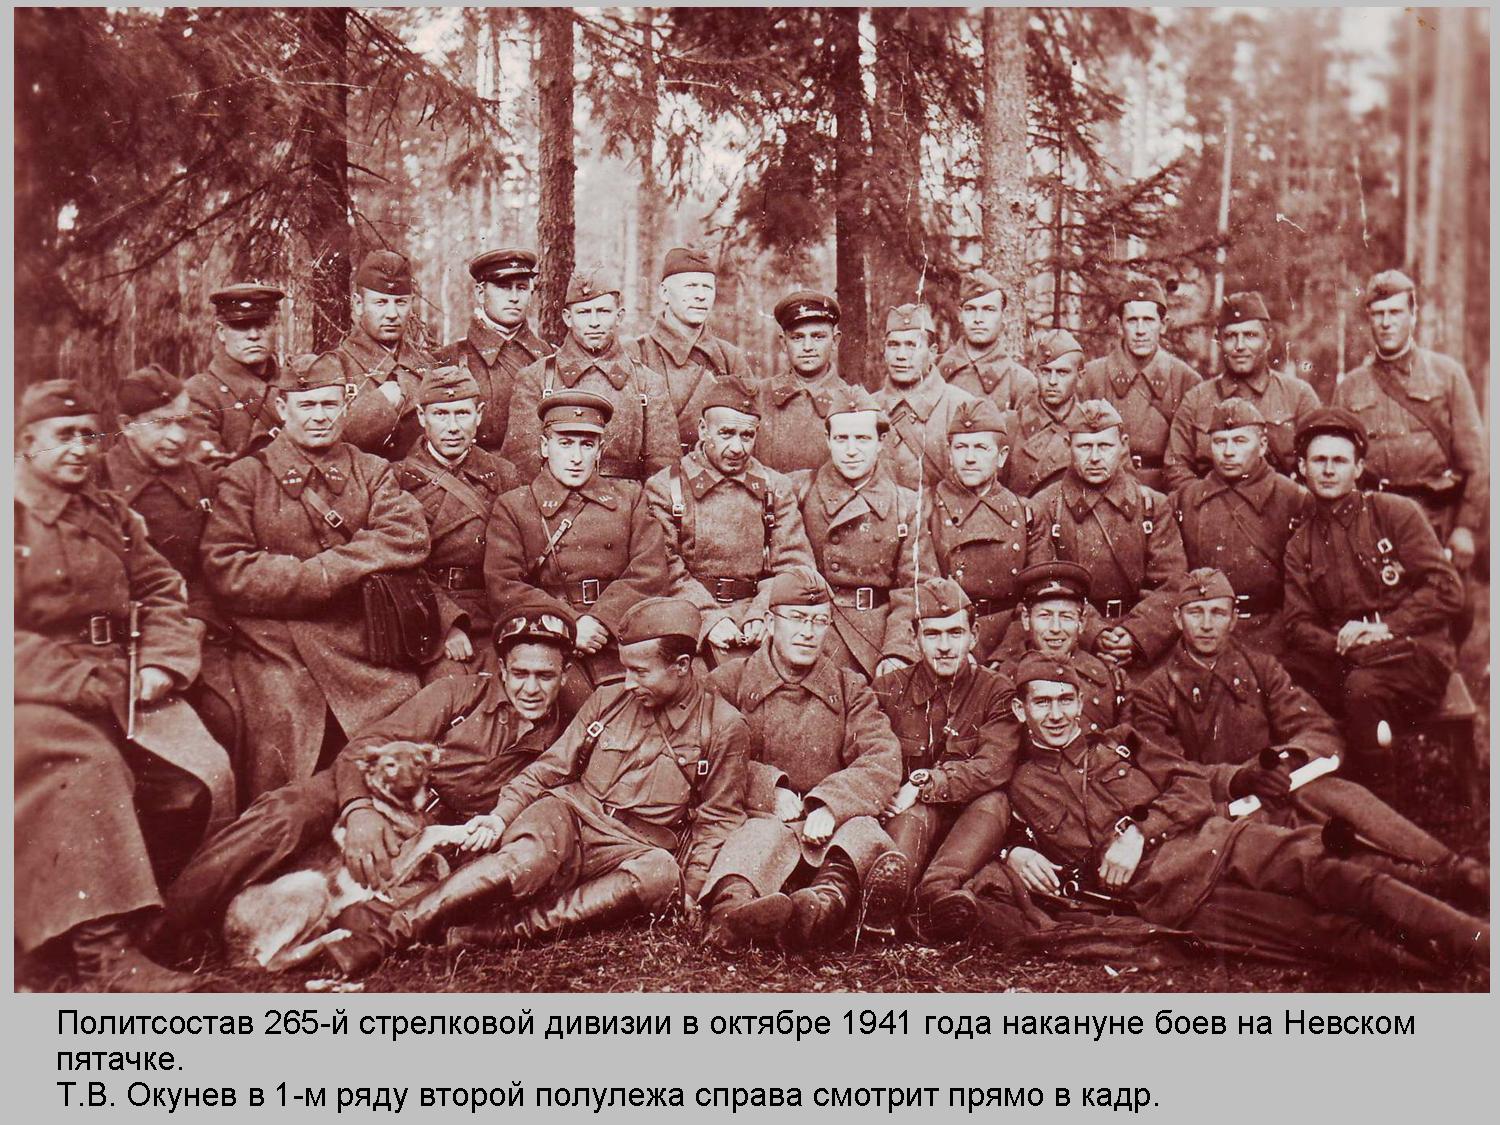 Политсостав 265-й стрелковой дивизии в октябре 1941 года накануне боев на Невском
пятачке.
Т.В. Окунев в 1-м ряду второй полулежа справа смотрит прямо в кадр.